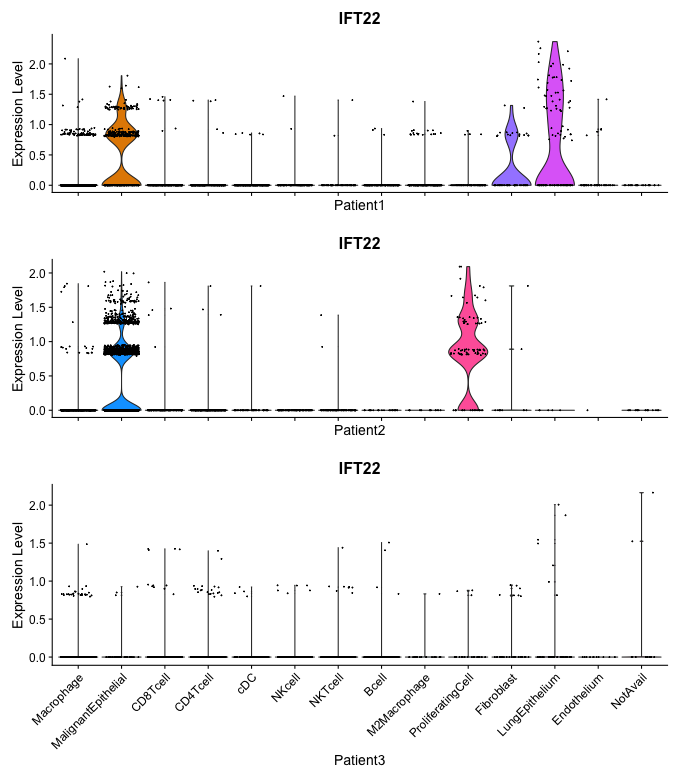 IFT22
Expression Level
2.0
1.5
1.0
0.5
0.0
Patient1
IFT22
Expression Level
2.0
1.5
1.0
0.5
0.0
Patient2
IFT22
Expression Level
2.0
1.5
1.0
0.5
0.0
Macrophage
MalignantEpithelial
CD8Tcell
CD4Tcell
cDC
NKcell
NKTcell
Bcell
M2Macrophage
ProliferatingCell
Fibroblast
LungEpithelium
Endothelium
NotAvail
Patient3